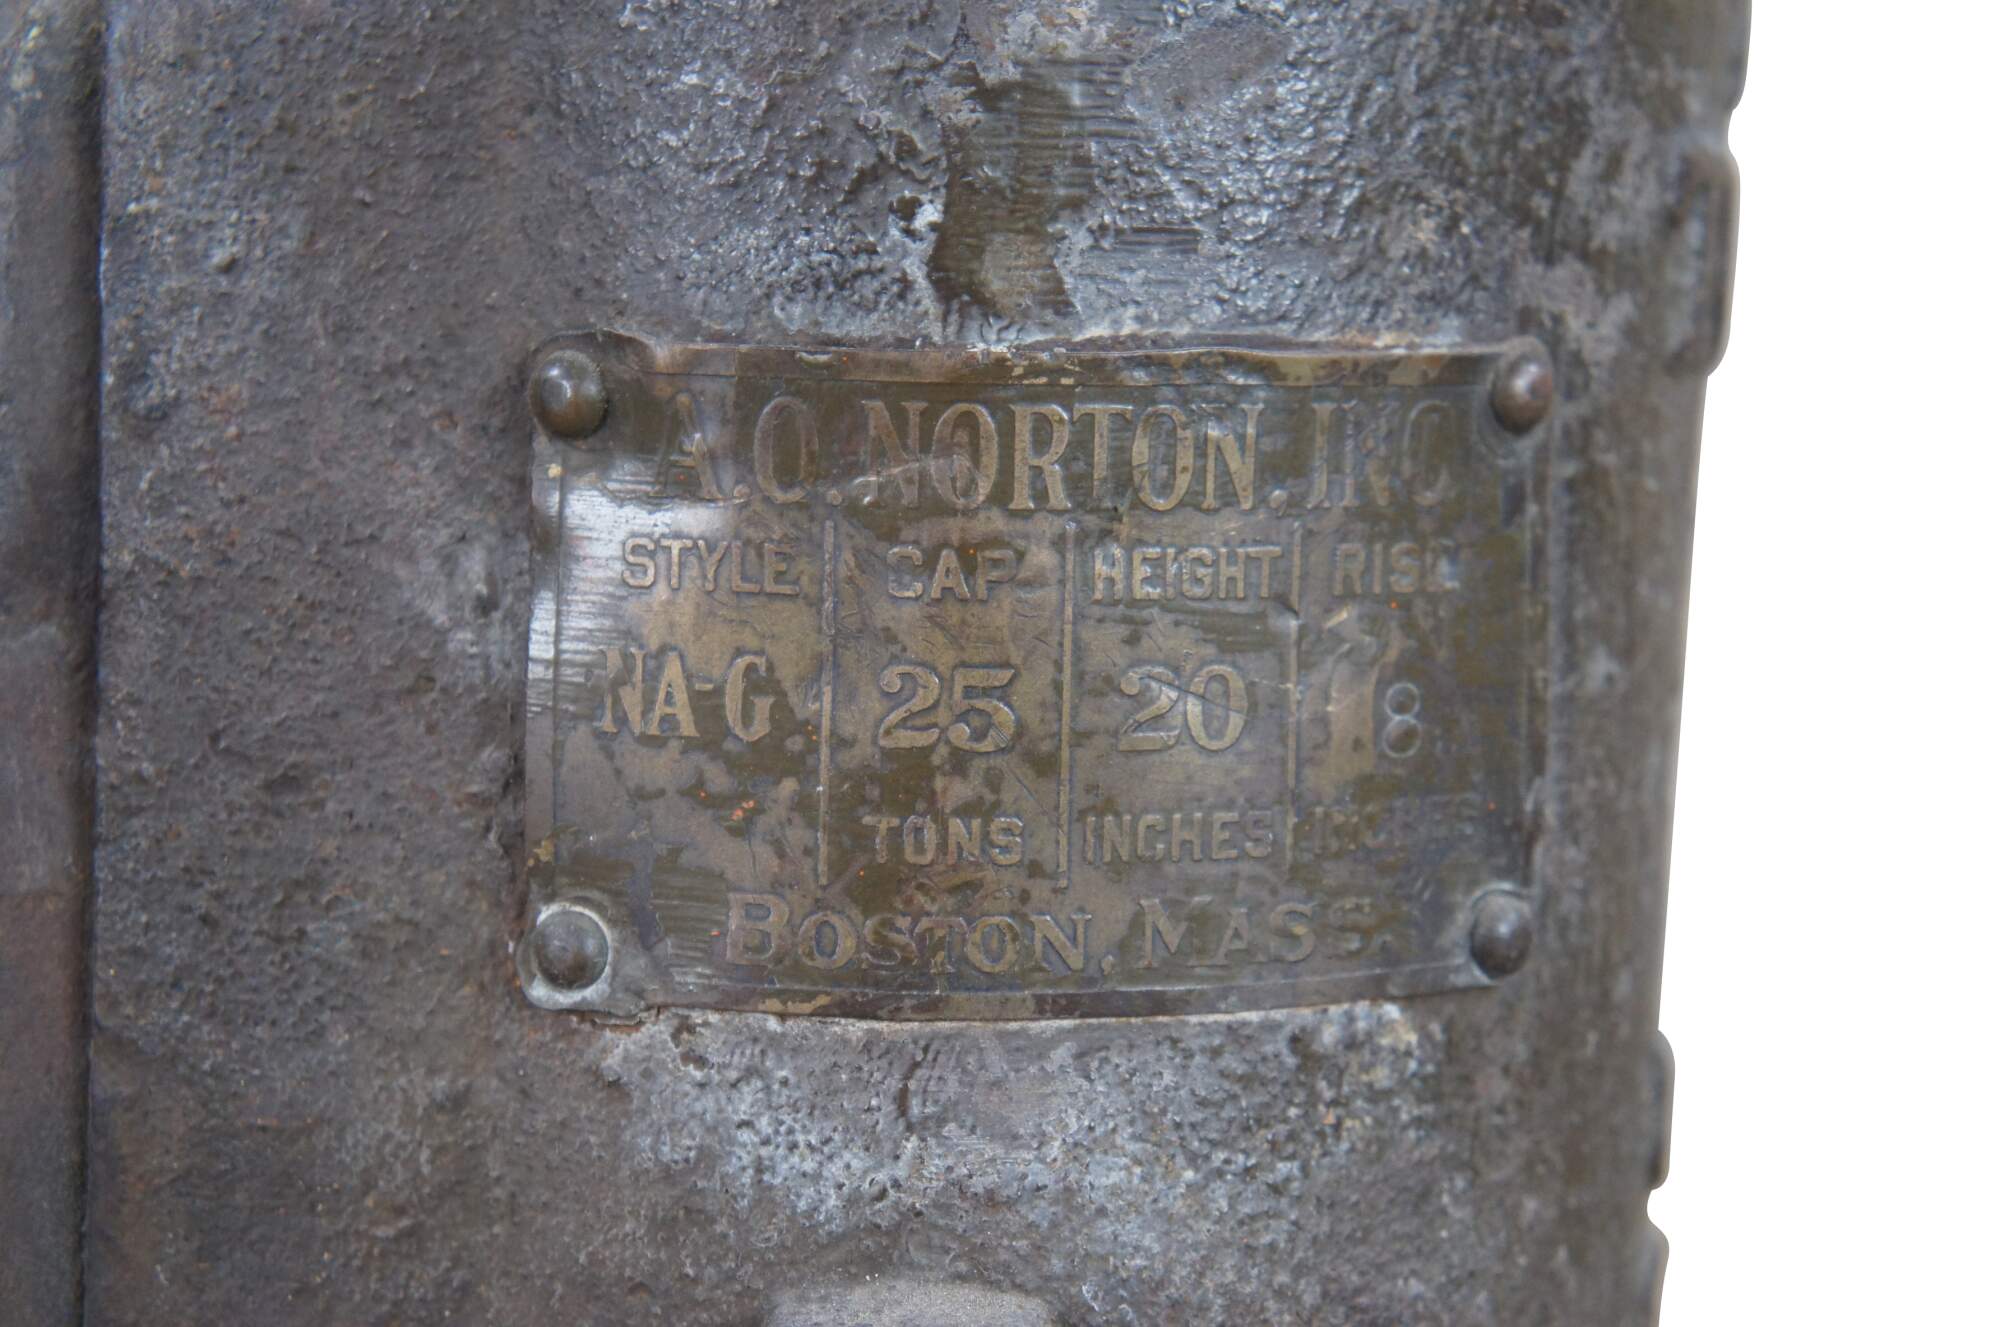 A.O. NORTON, INC
STYLE CAP HEIGHT RISE
NA-G 25 20 8
TONS INCHES
BOSTON, MASS.